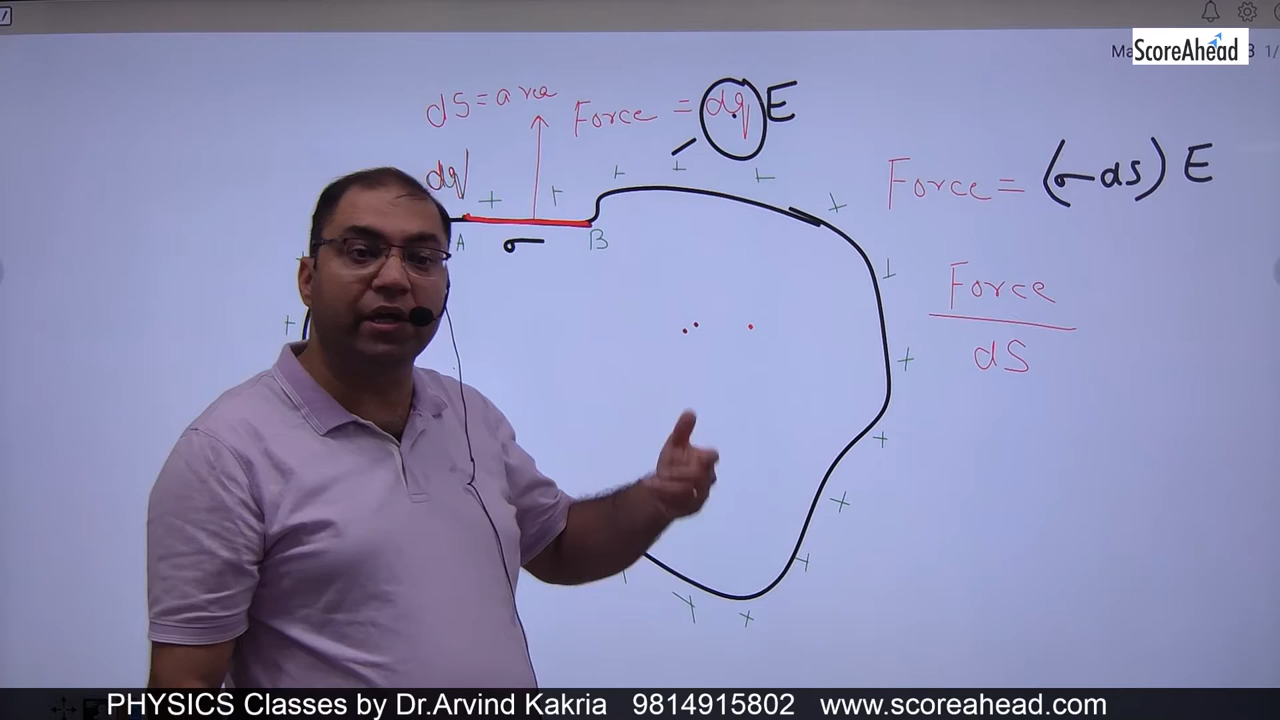 ScoreAhead
dS = area
Force = dq E
dq
A
σ
B
Force = (σ dS) E
Force
dS
PHYSICS Classes by Dr.Arvind Kakria 9814915802 www.scoreahead.com